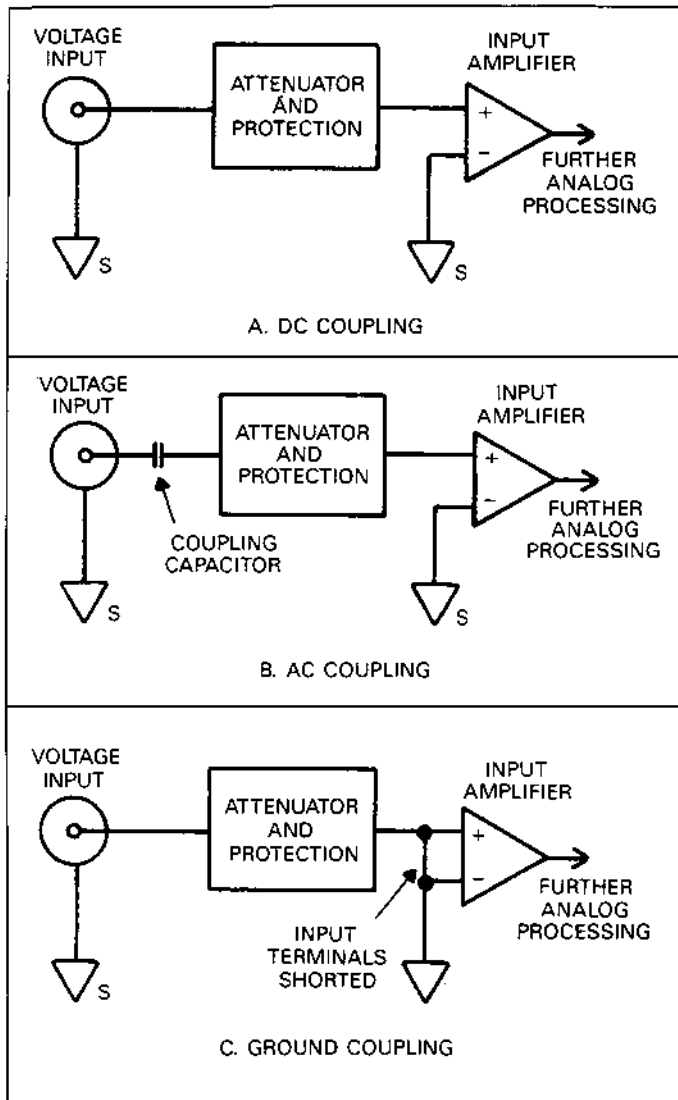 VOLTAGE
INPUT
ATTENUATOR
AND
PROTECTION
INPUT
AMPLIFIER
+
−
FURTHER
ANALOG
PROCESSING
S
S
A. DC COUPLING
VOLTAGE
INPUT
COUPLING
CAPACITOR
ATTENUATOR
AND
PROTECTION
INPUT
AMPLIFIER
+
−
FURTHER
ANALOG
PROCESSING
S
S
B. AC COUPLING
VOLTAGE
INPUT
ATTENUATOR
AND
PROTECTION
INPUT
TERMINALS
SHORTED
INPUT
AMPLIFIER
+
−
FURTHER
ANALOG
PROCESSING
S
C. GROUND COUPLING